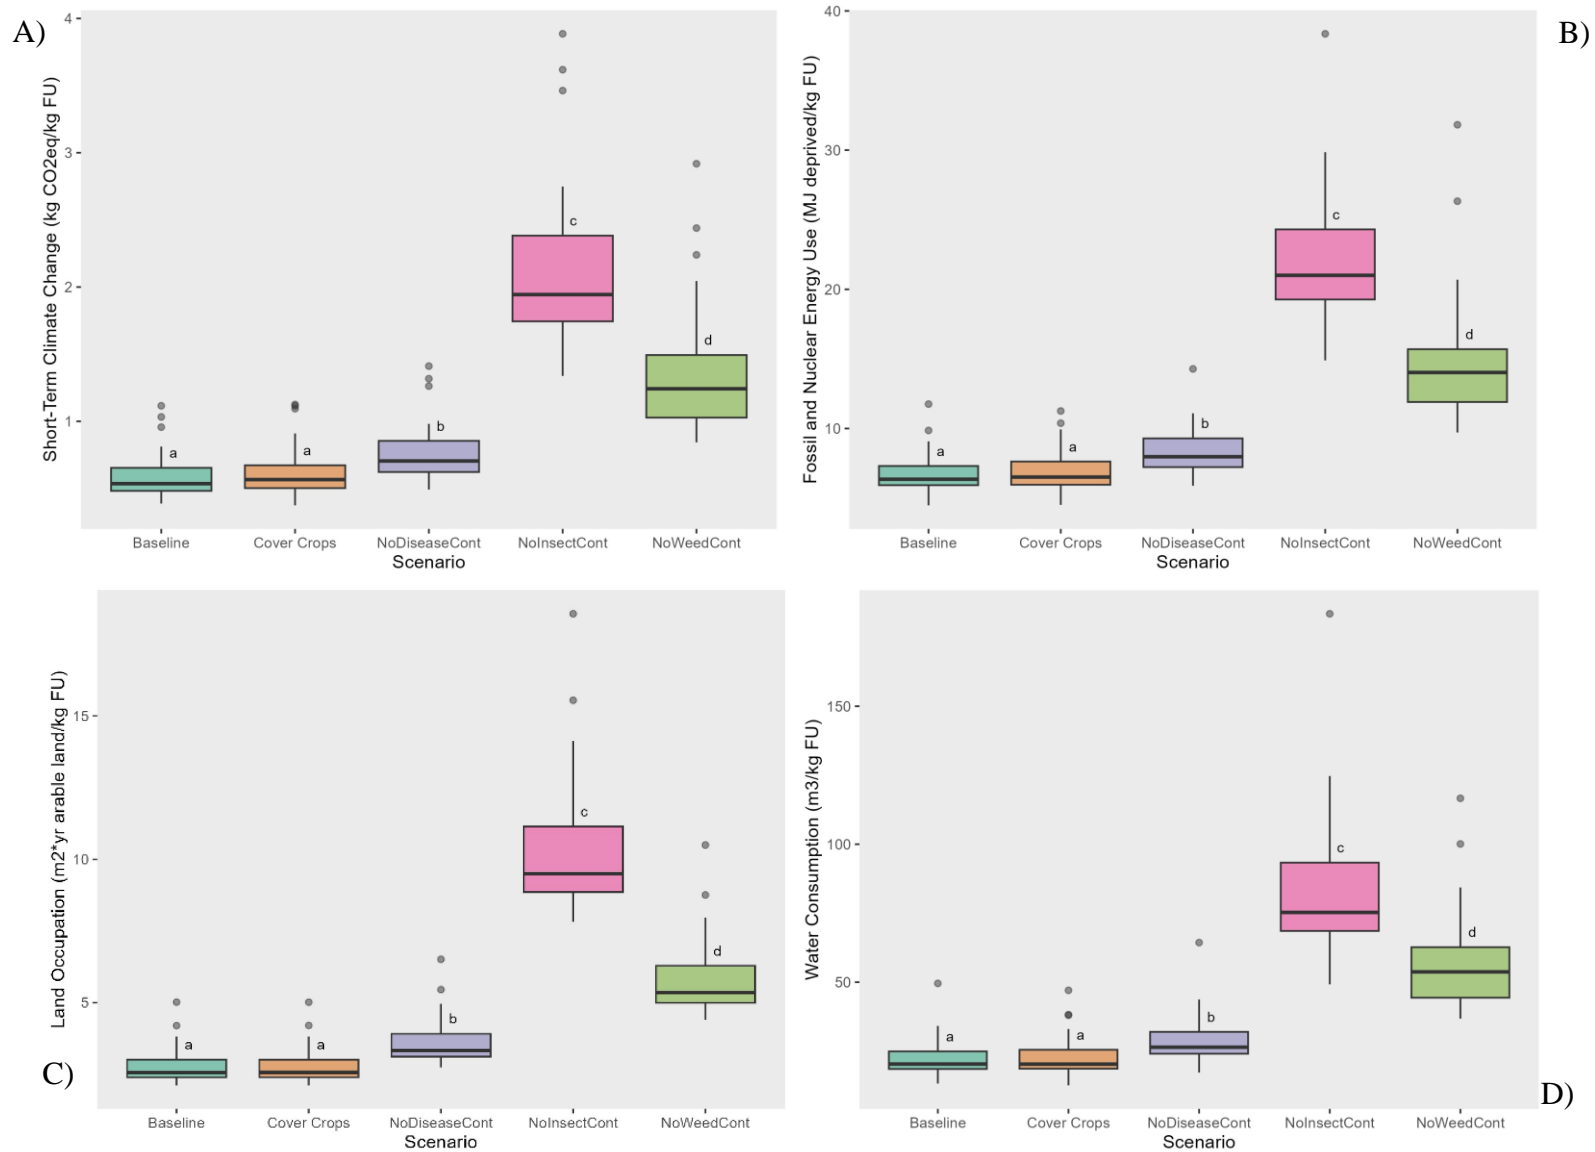 A)
Short-Term Climate Change (kg CO2eq/kg FU)
4
3
2
1
a
a
b
c
d
Baseline
Cover Crops
NoDiseaseCont
NoInsectCont
NoWeedCont
Scenario
B)
Fossil and Nuclear Energy Use (MJ deprived/kg FU)
40
30
20
10
a
a
b
c
d
Baseline
Cover Crops
NoDiseaseCont
NoInsectCont
NoWeedCont
Scenario
C)
Land Occupation (m2*yr arable land/kg FU)
15
10
5
a
a
b
c
d
Baseline
Cover Crops
NoDiseaseCont
NoInsectCont
NoWeedCont
Scenario
D)
Water Consumption (m3/kg FU)
150
100
50
a
a
b
c
d
Baseline
Cover Crops
NoDiseaseCont
NoInsectCont
NoWeedCont
Scenario